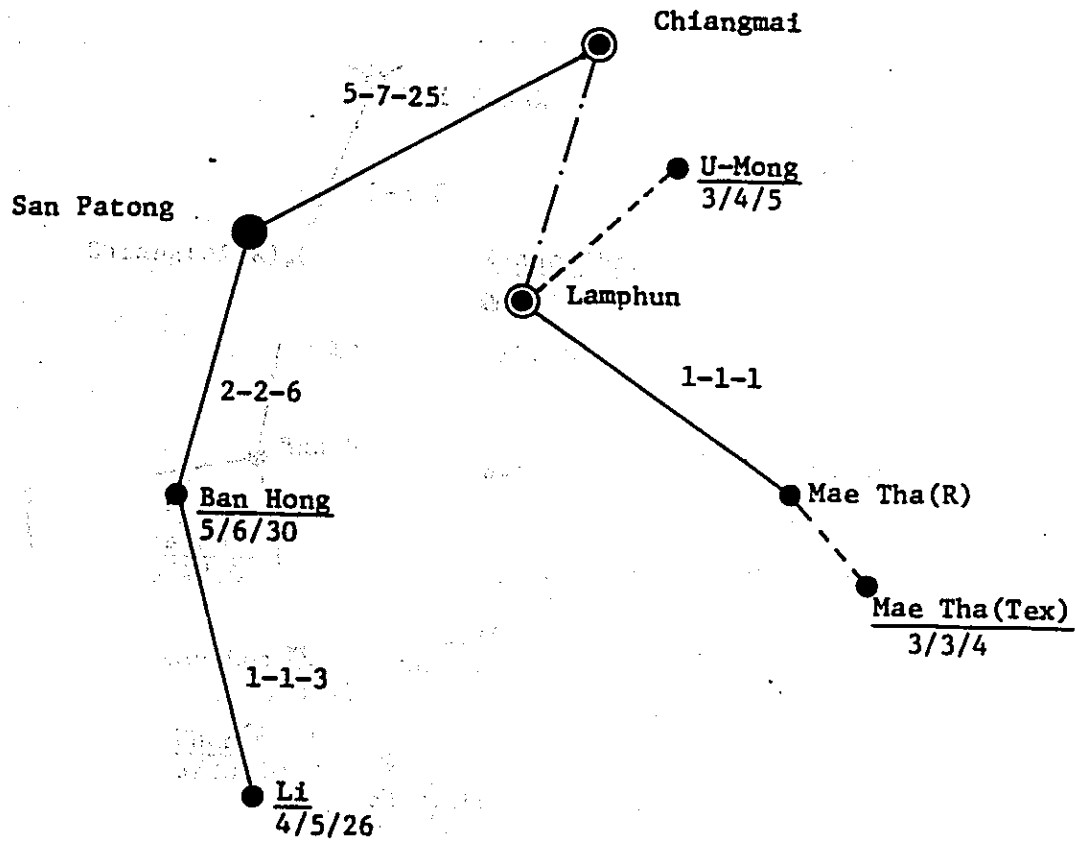 Chiangmai
5-7-25
U-Mong
3/4/5
San Patong
Lamphun
1-1-1
2-2-6
Mae Tha(R)
Ban Hong
5/6/30
Mae Tha(Tex)
3/3/4
1-1-3
Li
4/5/26